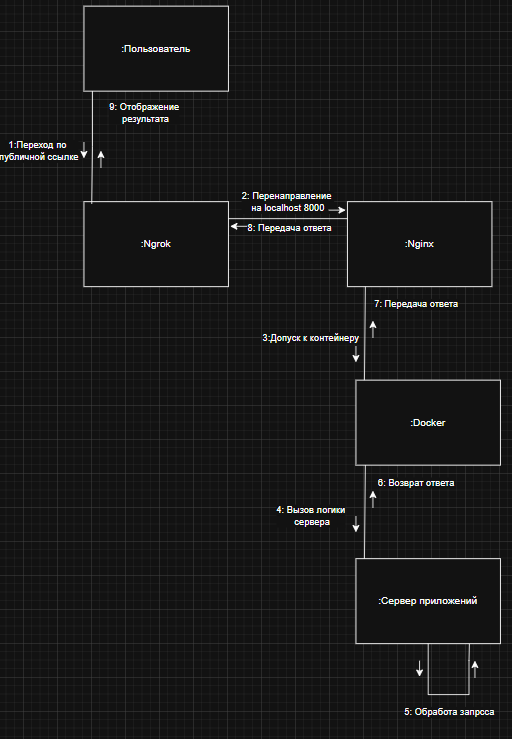 :Пользователь
9: Отображение
результата
1:Переход по
публичной ссылке
2: Перенаправление
на localhost 8000
:Ngrok
8: Передача ответа
:Nginx
7: Передача ответа
3:Допуск к контейнеру
:Docker
6: Возврат ответа
4: Вызов логики
сервера
:Сервер приложений
5: Обработа запрсса